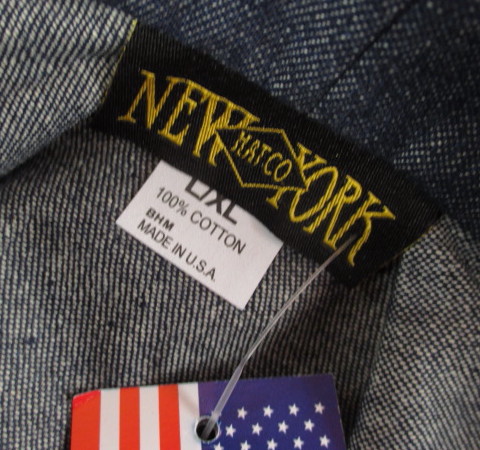 NEW YORK
HAT CO
L/XL
100% COTTON
BHM
MADE IN U.S.A.